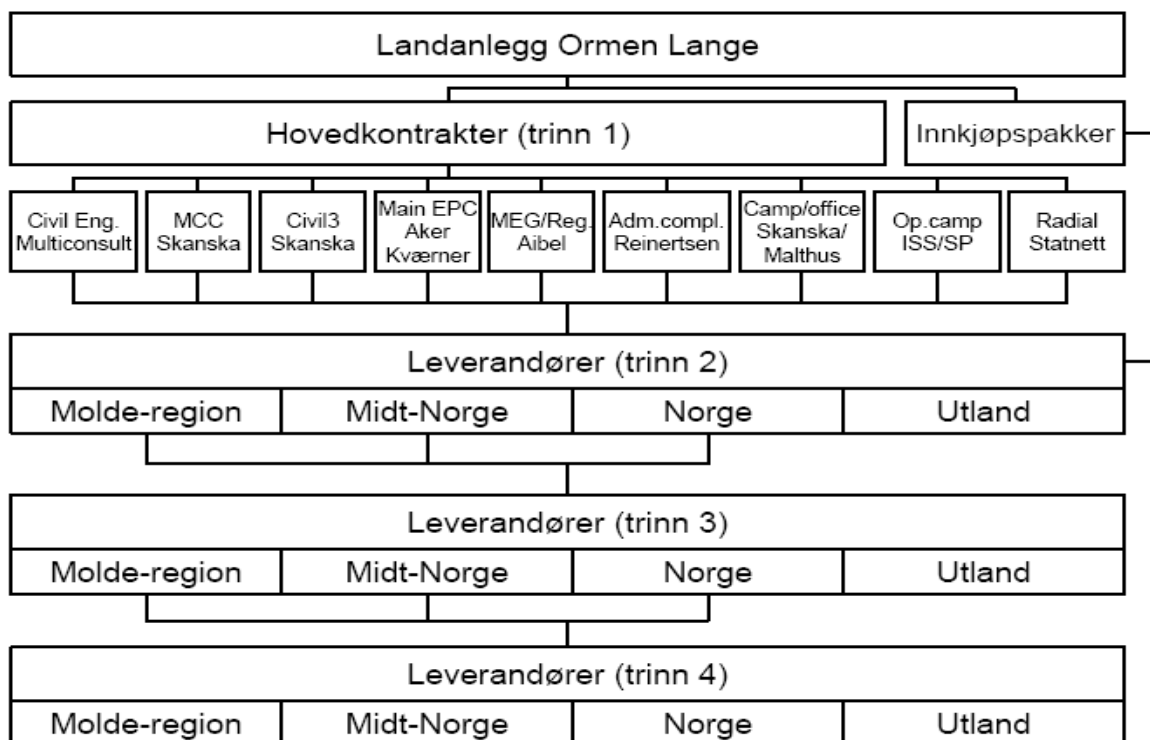 Landanlegg Ormen Lange
Hovedkontrakter (trinn 1)
Innkjøpspakker
Civil Eng.
Multiconsult
MCC
Skanska
Civil3
Skanska
Main EPC
Aker
Kværner
MEG/Reg.
Aibel
Adm.compl.
Reinertsen
Camp/office
Skanska/
Malthus
Op.camp
ISS/SP
Radial
Statnett
Leverandører (trinn 2)
Molde-region
Midt-Norge
Norge
Utland
Leverandører (trinn 3)
Molde-region
Midt-Norge
Norge
Utland
Leverandører (trinn 4)
Molde-region
Midt-Norge
Norge
Utland